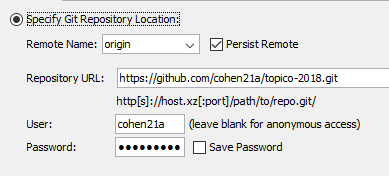 Specify Git Repository Location:
Remote Name: origin Persist Remote
Repository URL: https://github.com/cohen21a/topico-2018.git
http[s]://host.xz[:port]/path/to/repo.git/
User: cohen21a (leave blank for anonymous access)
Password: ●●●●●●●●● Save Password